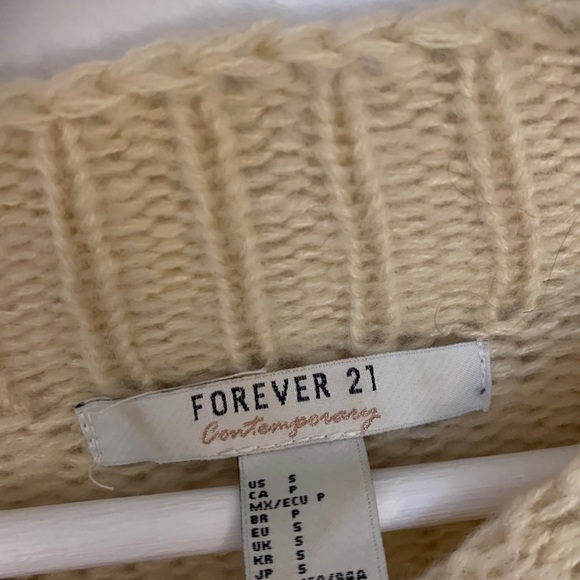 FOREVER 21
Contemporary
US S
CA P
MX/ECU P
BR P
EU S
UK S
KR S
JP S